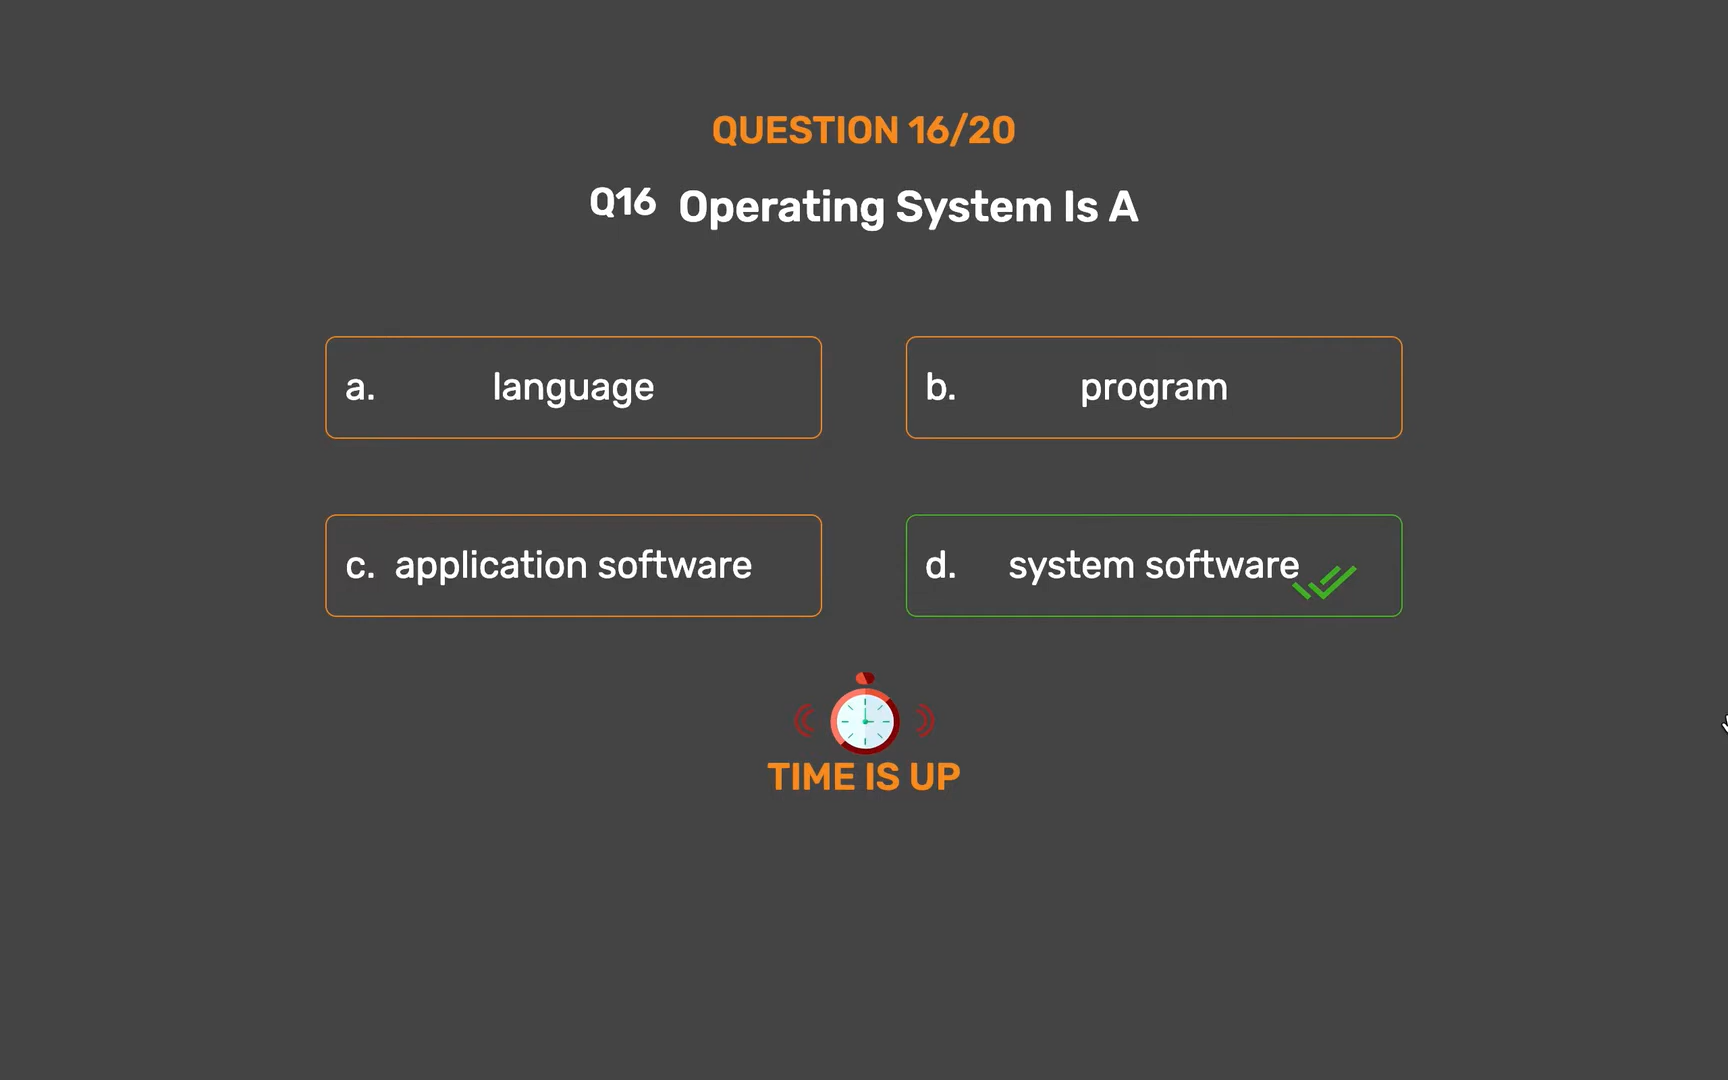 QUESTION 16/20
Q16 Operating System Is A
a. language
b. program
c. application software
d. system software
TIME IS UP